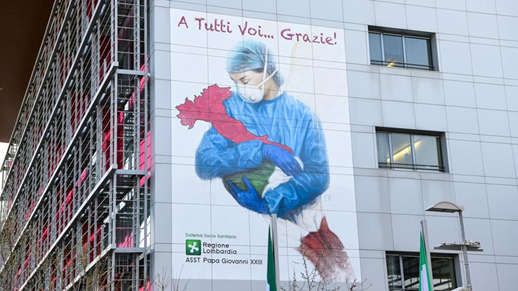 A Tutti Voi... Grazie!
Sistema Socio Sanitario
Regione
Lombardia
ASST Papa Giovanni XXIII